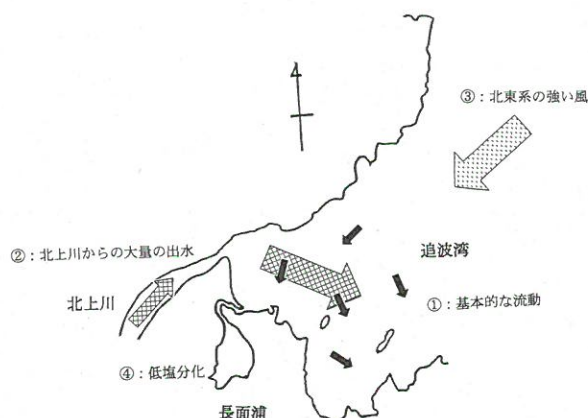 ③：北東系の強い風
②：北上川からの大量の出水
追波湾
北上川
①：基本的な流動
④：低塩分化
長面浦